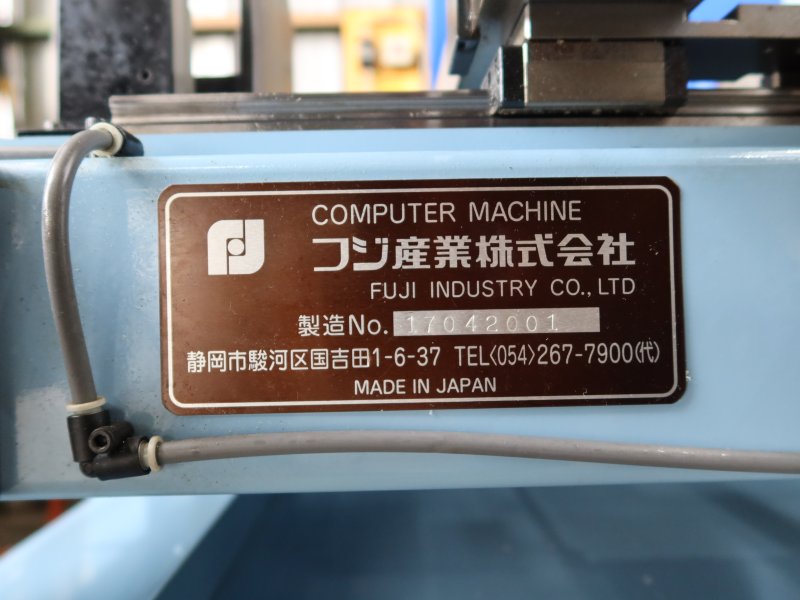 COMPUTER MACHINE
フジ産業株式会社
FUJI INDUSTRY CO., LTD
製造No. 17042001
静岡市駿河区国吉田1-6-37 TEL〈054〉267-7900㈹
MADE IN JAPAN